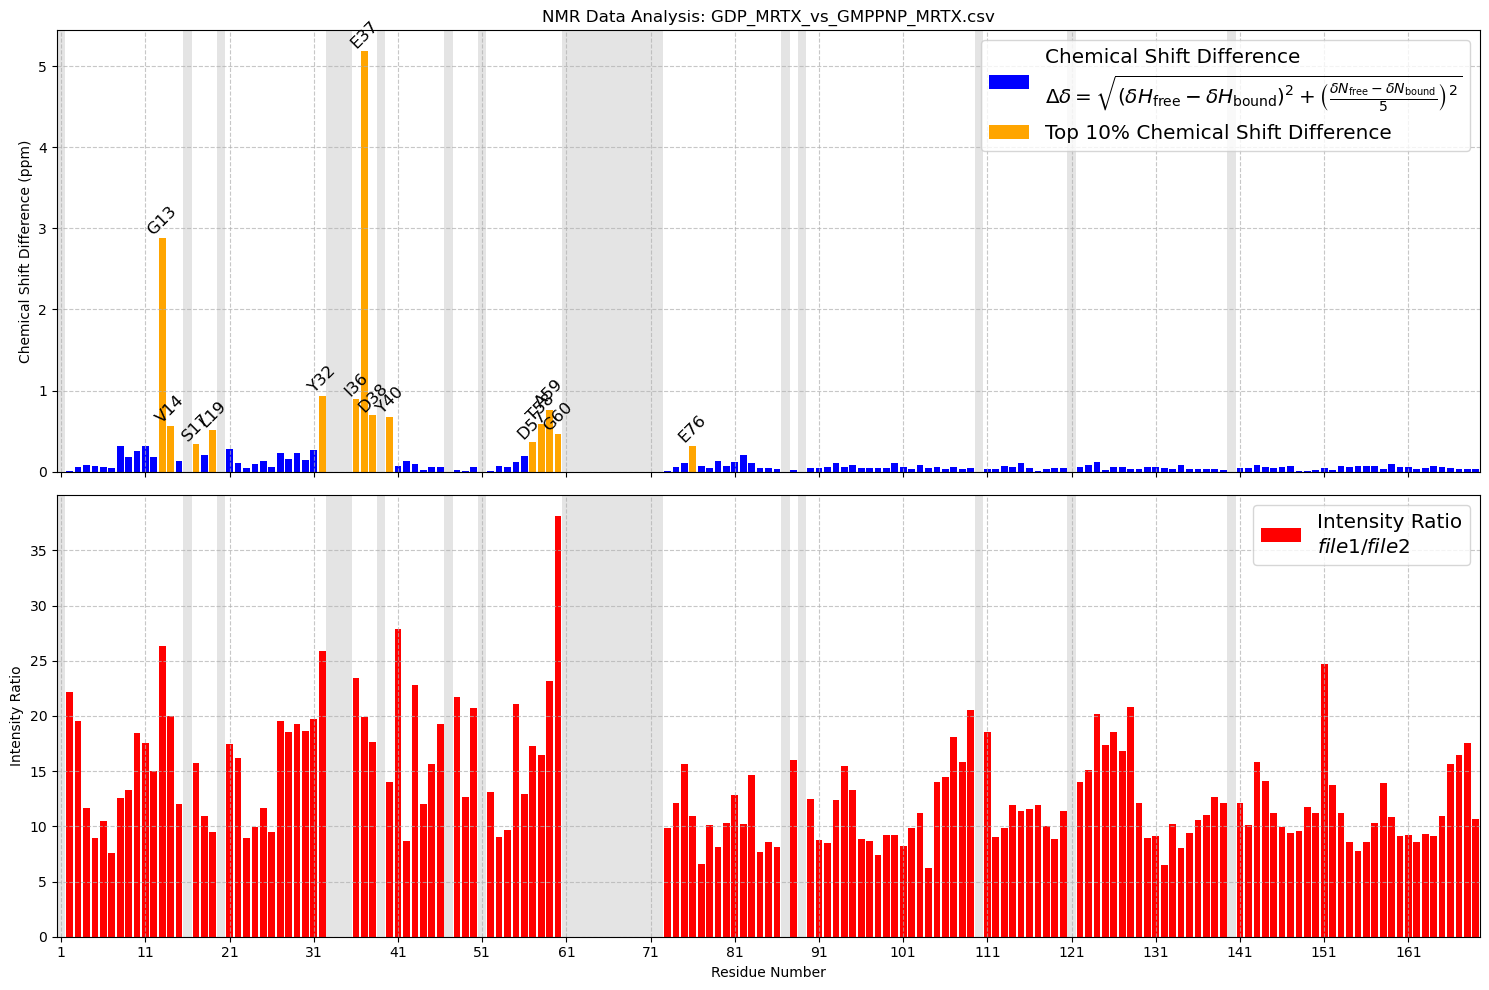 NMR Data Analysis: GDP_MRTX_vs_GMPPNP_MRTX.csv
Chemical Shift Difference (ppm)
5
4
3
2
1
0
Chemical Shift Difference
Δδ = √(δH_free − δH_bound)² + (δN_free − δN_bound / 5)²
Top 10% Chemical Shift Difference
G13
V14
S17
L19
Y32
I36
E37
D38
Y40
D57
T58
A59
G60
E76
Intensity Ratio
35
30
25
20
15
10
5
0
Intensity Ratio
file1/file2
1 11 21 31 41 51 61 71 81 91 101 111 121 131 141 151 161
Residue Number